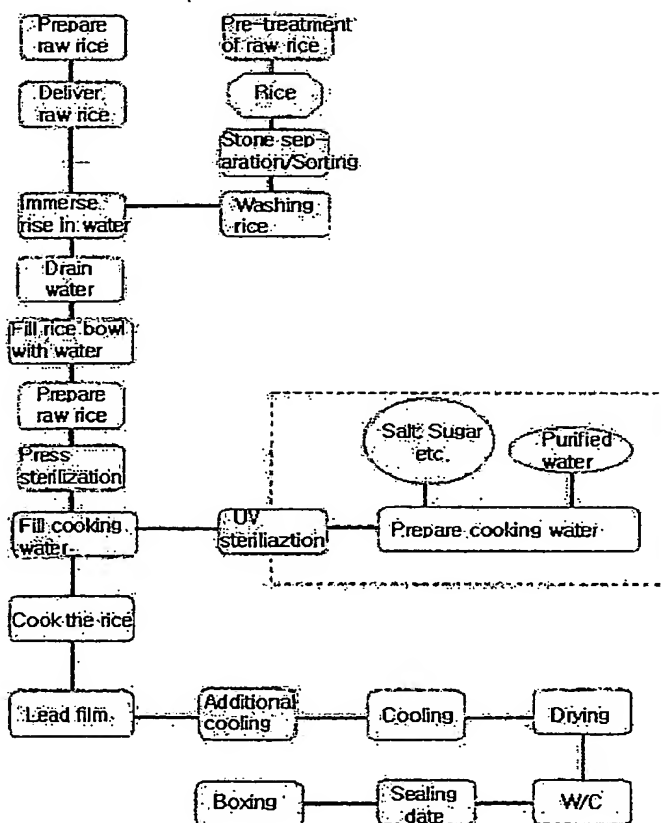 Prepare
raw rice
Pre-treatment
of raw rice
Deliver
raw rice
Rice
Stone sep-
aration/Sorting
Immerse
rise in water
Washing
rice
Drain
water
Fill rice bowl
with water
Prepare
raw rice
Press
sterilization
Salt, Sugar
etc.
Purified
water
Fill cooking
water
UV
steriliaztion
Prepare cooking water
Cook the rice
Lead film
Additional
cooling
Cooling
Drying
Boxing
Sealing
date
W/C